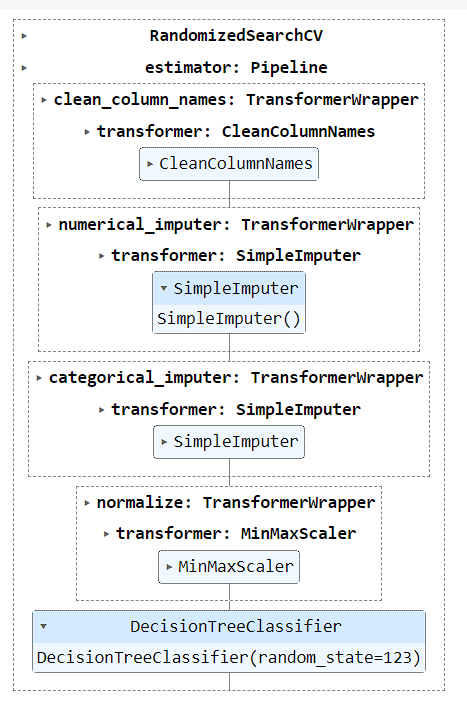 RandomizedSearchCV
estimator: Pipeline
clean_column_names: TransformerWrapper
transformer: CleanColumnNames
CleanColumnNames
numerical_imputer: TransformerWrapper
transformer: SimpleImputer
SimpleImputer
SimpleImputer()
categorical_imputer: TransformerWrapper
transformer: SimpleImputer
SimpleImputer
normalize: TransformerWrapper
transformer: MinMaxScaler
MinMaxScaler
DecisionTreeClassifier
DecisionTreeClassifier(random_state=123)